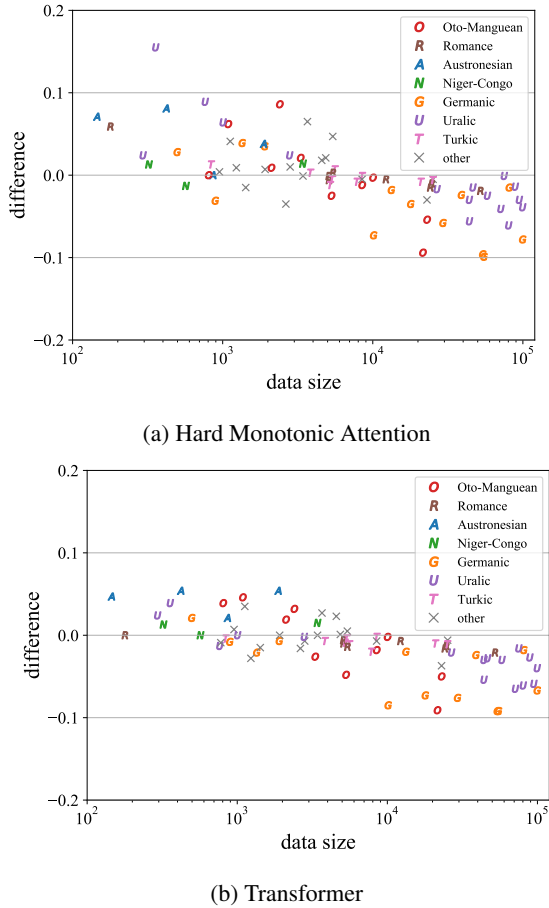 0.2
0.1
0.0
−0.1
−0.2
difference
O Oto-Manguean
R Romance
A Austronesian
N Niger-Congo
G Germanic
U Uralic
T Turkic
× other
10² 10³ 10⁴ 10⁵
data size
(a) Hard Monotonic Attention
0.2
0.1
0.0
−0.1
−0.2
difference
O Oto-Manguean
R Romance
A Austronesian
N Niger-Congo
G Germanic
U Uralic
T Turkic
× other
10² 10³ 10⁴ 10⁵
data size
(b) Transformer